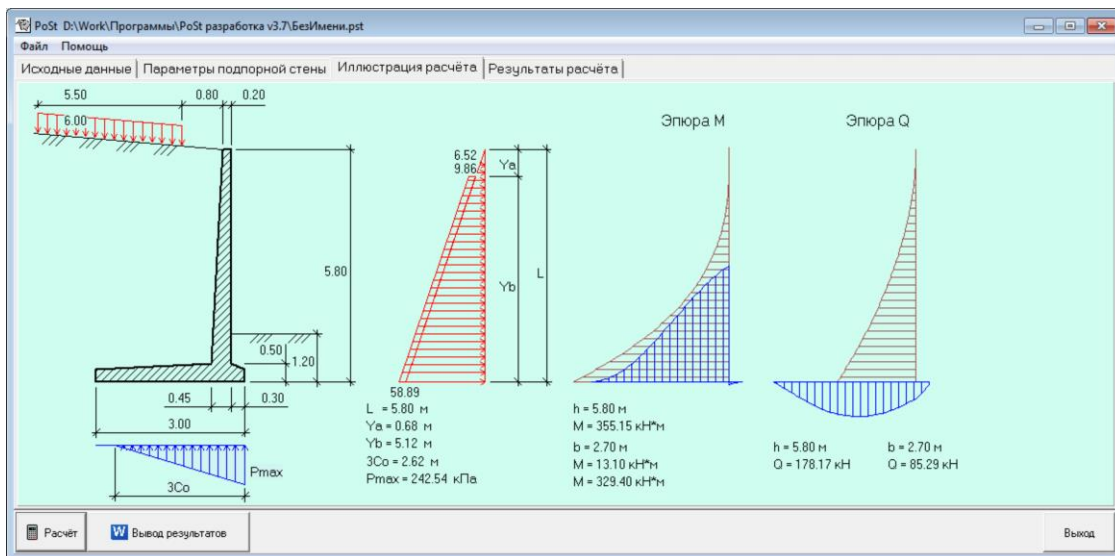 PoSt D:\Work\Программы\PoSt разработка v3.7\БезИмени.pst
Файл Помощь
Исходные данные Параметры подпорной стены Иллюстрация расчёта Результаты расчёта
5.50 0.80 0.20
6.00
5.80
0.50
1.20
0.45 0.30
3.00
Pmax
3Co
6.52
9.86
Ya
Yb
L
58.89
L = 5.80 м
Ya = 0.68 м
Yb = 5.12 м
3Co = 2.62 м
Pmax = 242.54 кПа
Эпюра M
h = 5.80 м
M = 355.15 кН*м
b = 2.70 м
M = 13.10 кН*м
M = 329.40 кН*м
Эпюра Q
h = 5.80 м
Q = 178.17 кН
b = 2.70 м
Q = 85.29 кН
Расчёт
W Вывод результатов
Выход